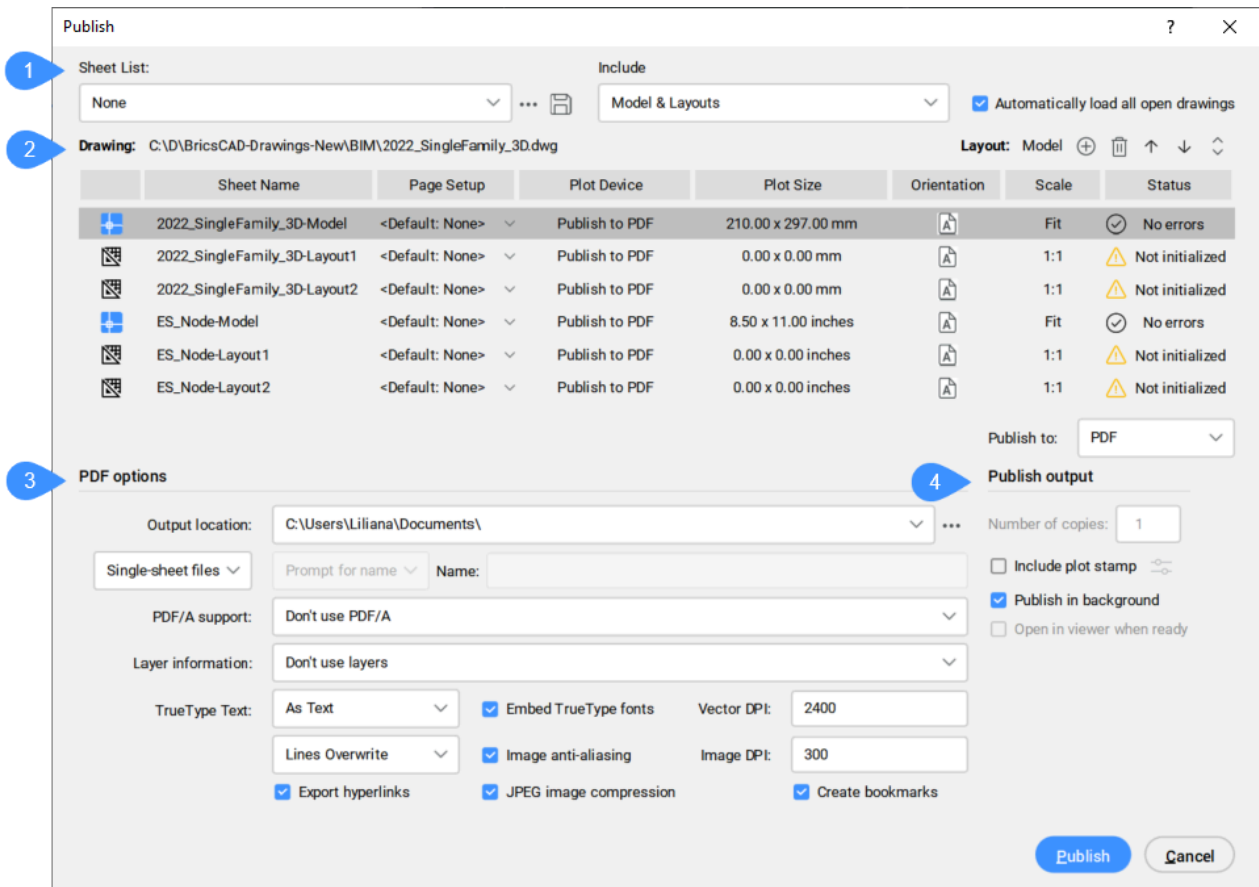 Publish ?
1 Sheet List: Include
None ... Model & Layouts Automatically load all open drawings
2 Drawing: C:\D\BricsCAD-Drawings-New\BIM\2022_SingleFamily_3D.dwg Layout: Model
Sheet Name Page Setup Plot Device Plot Size Orientation Scale Status
2022_SingleFamily_3D-Model <Default: None> Publish to PDF 210.00 x 297.00 mm A Fit No errors
2022_SingleFamily_3D-Layout1 <Default: None> Publish to PDF 0.00 x 0.00 mm A 1:1 Not initialized
2022_SingleFamily_3D-Layout2 <Default: None> Publish to PDF 0.00 x 0.00 mm A 1:1 Not initialized
ES_Node-Model <Default: None> Publish to PDF 8.50 x 11.00 inches A Fit No errors
ES_Node-Layout1 <Default: None> Publish to PDF 0.00 x 0.00 inches A 1:1 Not initialized
ES_Node-Layout2 <Default: None> Publish to PDF 0.00 x 0.00 inches A 1:1 Not initialized
Publish to: PDF
3 PDF options 4 Publish output
Output location: C:\Users\Liliana\Documents\ ... Number of copies: 1
Single-sheet files Prompt for name Name: Include plot stamp
Publish in background
PDF/A support: Don't use PDF/A Open in viewer when ready
Layer information: Don't use layers
TrueType Text: As Text Embed TrueType fonts Vector DPI: 2400
Lines Overwrite Image anti-aliasing Image DPI: 300
Export hyperlinks JPEG image compression Create bookmarks
Publish Cancel